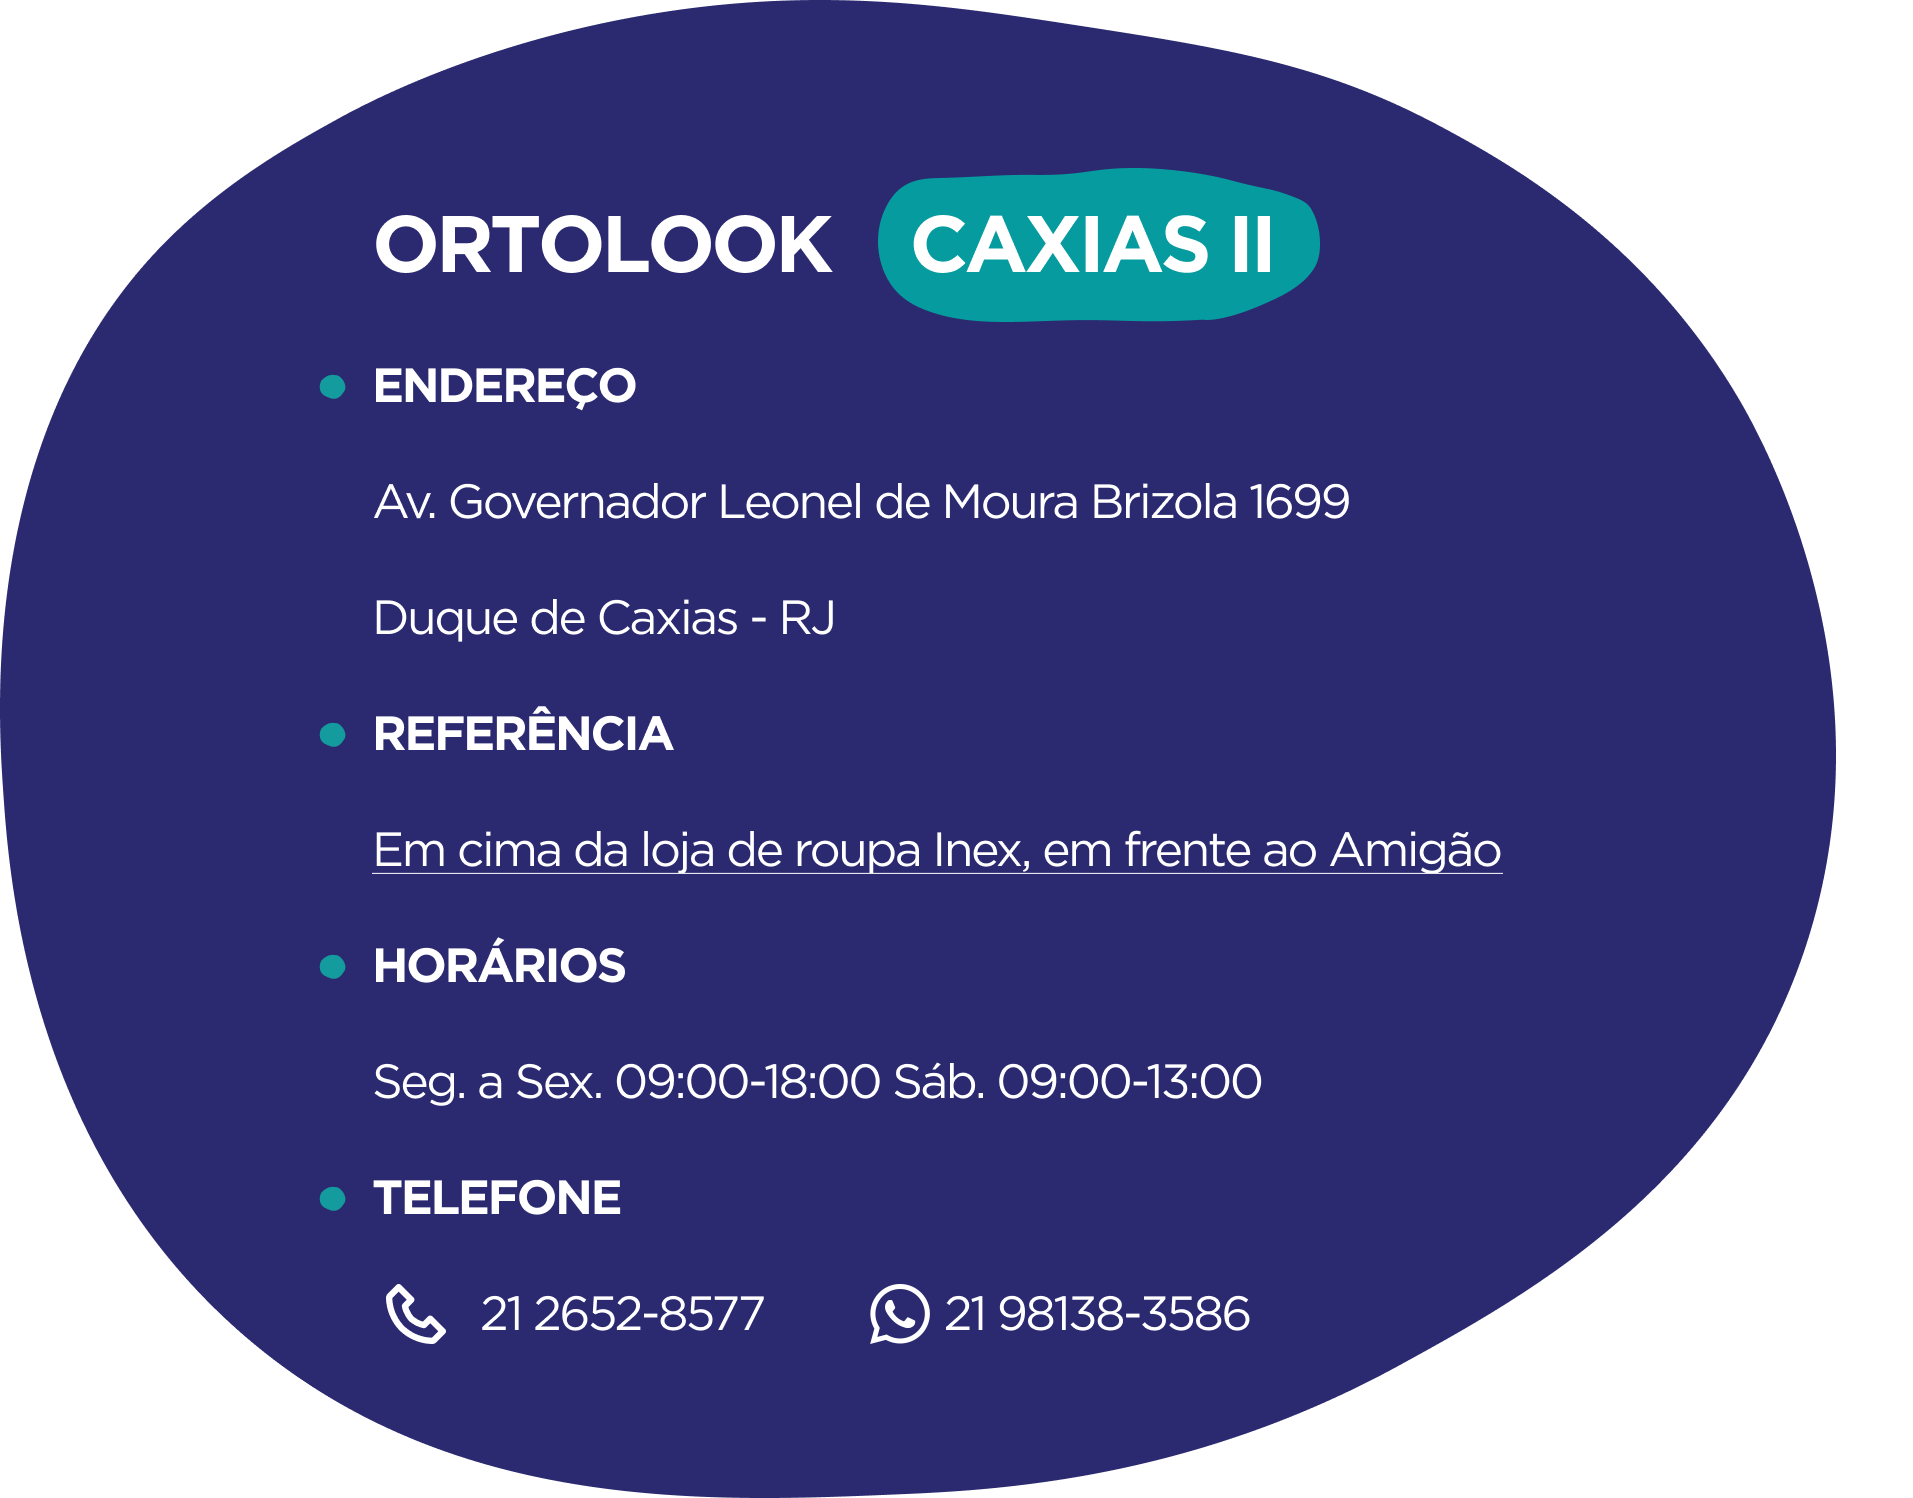 ORTOLOOK CAXIAS II
ENDEREÇO
Av. Governador Leonel de Moura Brizola 1699
Duque de Caxias - RJ
REFERÊNCIA
Em cima da loja de roupa Inex, em frente ao Amigão
HORÁRIOS
Seg. a Sex. 09:00-18:00 Sáb. 09:00-13:00
TELEFONE
21 2652-8577 21 98138-3586